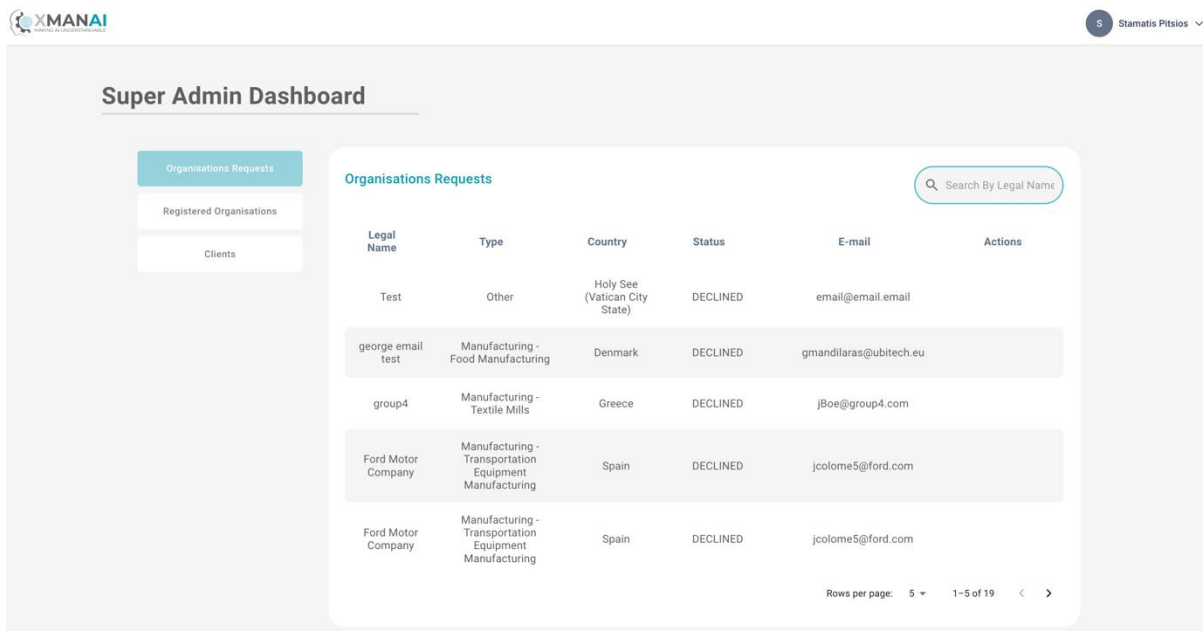 XMANAI
MAKING AI UNDERSTANDABLE
S Stamatis Pitsios
Super Admin Dashboard
Organisations Requests
Registered Organisations
Clients
Organisations Requests
Search By Legal Name
Legal
Name
Type
Country
Status
E-mail
Actions
Test
Other
Holy See
(Vatican City
State)
DECLINED
email@email.email
george email
test
Manufacturing -
Food Manufacturing
Denmark
DECLINED
gmandilaras@ubitech.eu
group4
Manufacturing -
Textile Mills
Greece
DECLINED
jBoe@group4.com
Ford Motor
Company
Manufacturing -
Transportation
Equipment
Manufacturing
Spain
DECLINED
jcolome5@ford.com
Ford Motor
Company
Manufacturing -
Transportation
Equipment
Manufacturing
Spain
DECLINED
jcolome5@ford.com
Rows per page: 5 1–5 of 19